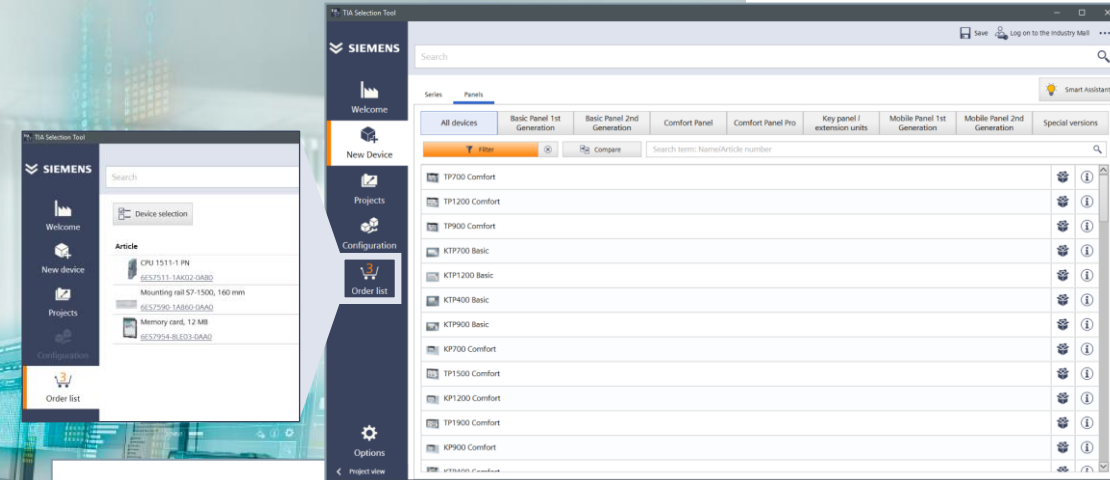 TIA Selection Tool
SIEMENS
Search
Welcome
New device
Projects
Configuration
3
Order list
Device selection
Article
CPU 1511-1 PN
6ES7511-1AK02-0AB0
Mounting rail S7-1500, 160 mm
6ES7590-1AB60-0AA0
Memory card, 12 MB
6ES7954-8LE03-0AA0
TIA Selection Tool
SIEMENS
Save Log on to the Industry Mall
Search
Welcome
New Device
Projects
Configuration
3
Order list
Options
Project view
Series Panels
Smart Assistant
All devices
Basic Panel 1st
Generation
Basic Panel 2nd
Generation
Comfort Panel
Comfort Panel Pro
Key panel /
extension units
Mobile Panel 1st
Generation
Mobile Panel 2nd
Generation
Special versions
Filter
Compare
Search term: Name/Article number
TP700 Comfort
TP1200 Comfort
TP900 Comfort
KTP700 Basic
KTP1200 Basic
KTP400 Basic
KTP900 Basic
KP700 Comfort
TP1500 Comfort
KP1200 Comfort
TP1900 Comfort
KP900 Comfort
KTP400 Comfort